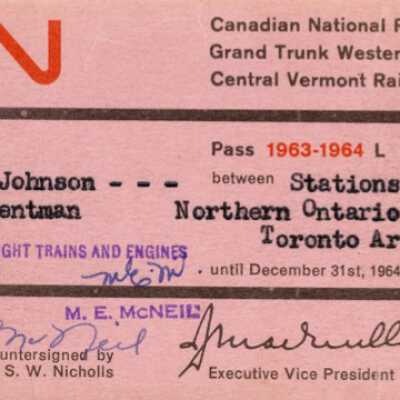 N
Canadian National R
Grand Trunk Wester
Central Vermont Rai
Pass 1963-1964 L
Johnson - - - between Stations
entman Northern Ontario
Toronto Ar
GHT TRAINS AND ENGINES
until December 31st, 1964
M. E. McNEIL
McNeil
untersigned by
S. W. Nicholls
Executive Vice President